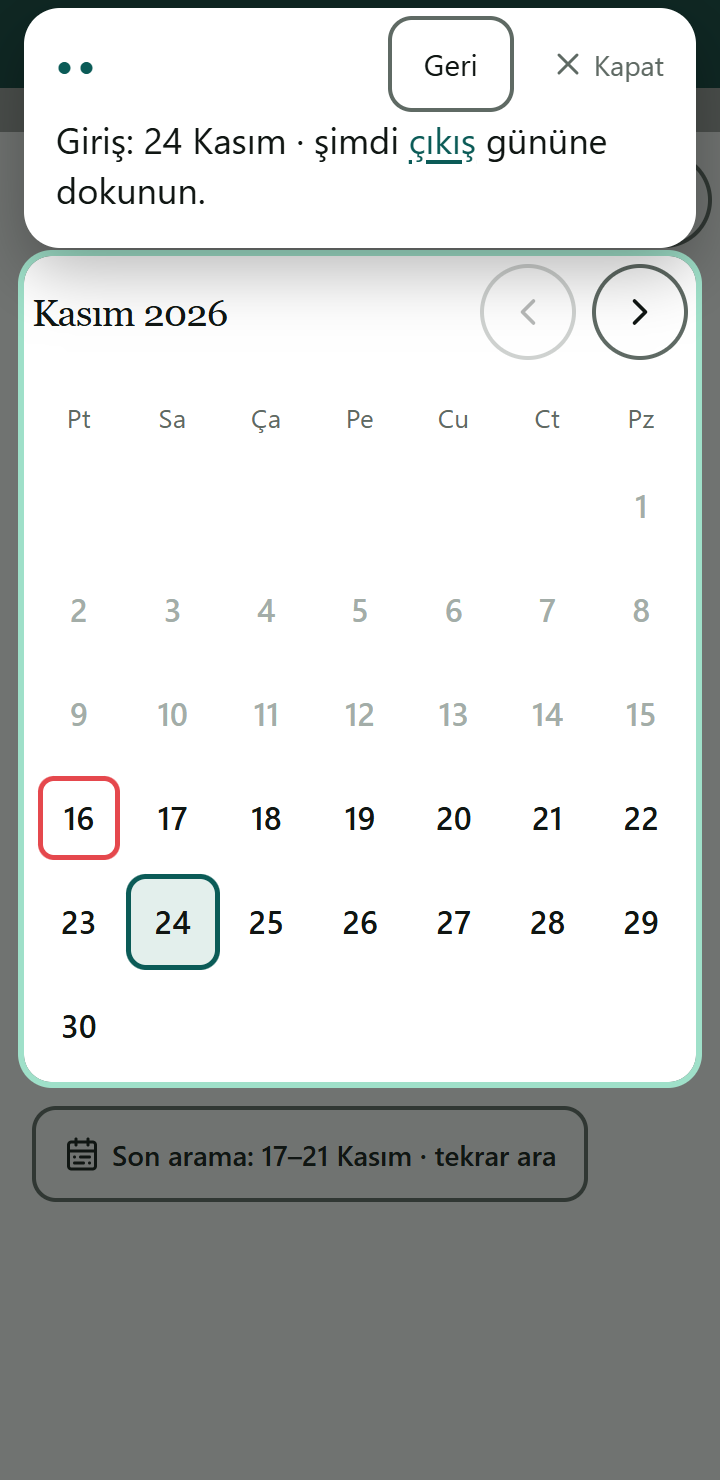 Geri
Kapat
Giriş: 24 Kasım · şimdi çıkış gününe
dokunun.
Kasım 2026
Pt Sa Ça Pe Cu Ct Pz
1
2 3 4 5 6 7 8
9 10 11 12 13 14 15
16 17 18 19 20 21 22
23 24 25 26 27 28 29
30
Son arama: 17–21 Kasım · tekrar ara